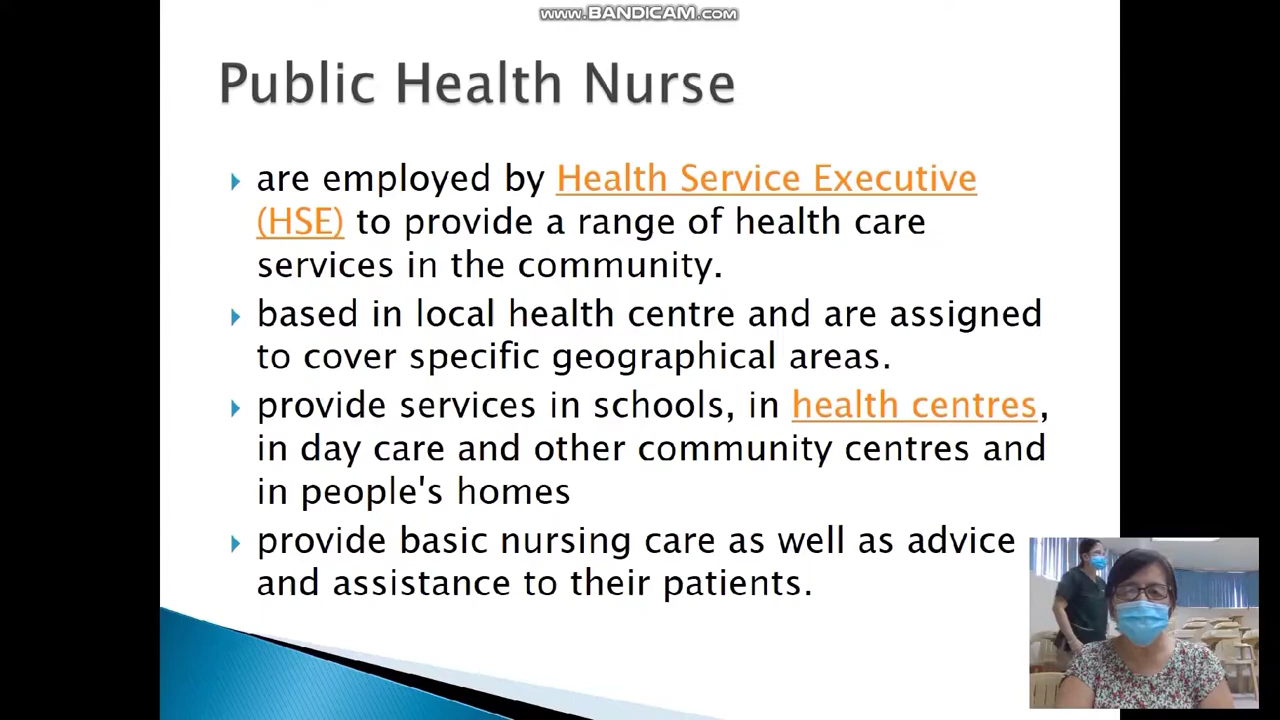 www.BANDICAM.com
Public Health Nurse
are employed by Health Service Executive
(HSE) to provide a range of health care
services in the community.
based in local health centre and are assigned
to cover specific geographical areas.
provide services in schools, in health centres,
in day care and other community centres and
in people's homes
provide basic nursing care as well as advice
and assistance to their patients.